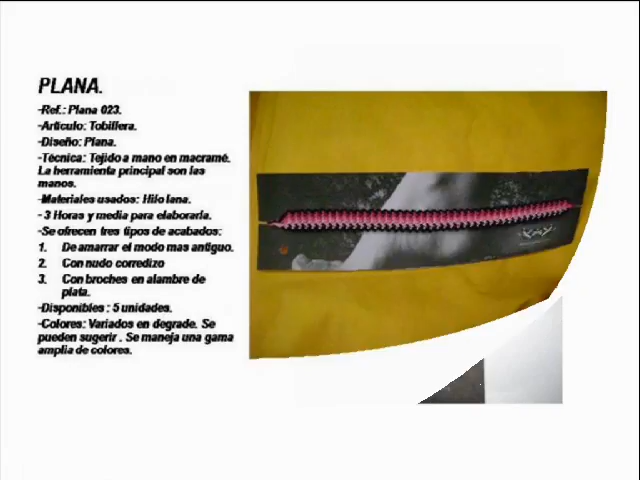 PLANA.
-Ref.: Plana 023.
-Artículo: Tobillera.
-Diseño: Plana.
-Técnica: Tejido a mano en macramé.
La herramienta principal son las
manos.
-Materiales usados: Hilo lana.
- 3 Horas y media para elaborarla.
-Se ofrecen tres tipos de acabados:
1. De amarrar el modo mas antiguo.
2. Con nudo corredizo
3. Con broches en alambre de
plata.
-Disponibles : 5 unidades.
-Colores: Variados en degrade. Se
pueden sugerir . Se maneja una gama
amplia de colores.